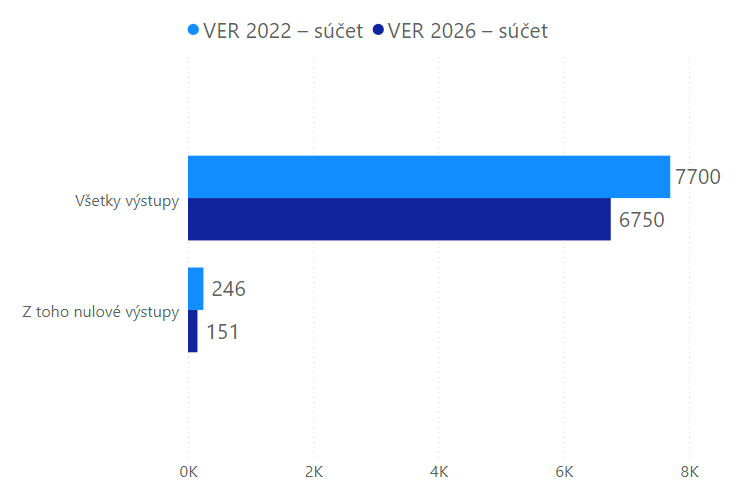 VER 2022 – súčet VER 2026 – súčet
7700
Všetky výstupy
6750
246
Z toho nulové výstupy
151
0K 2K 4K 6K 8K